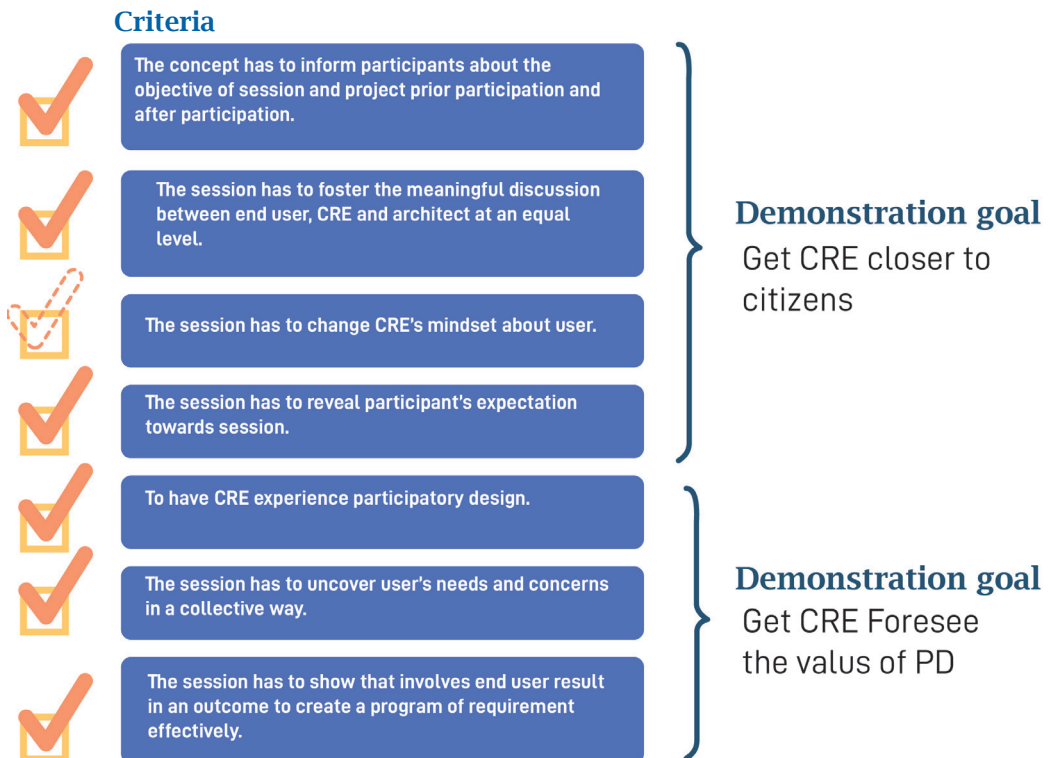 Criteria
The concept has to inform participants about the
objective of session and project prior participation and
after participation.
The session has to foster the meaningful discussion
between end user, CRE and architect at an equal
level.
The session has to change CRE's mindset about user.
The session has to reveal participant's expectation
towards session.
Demonstration goal
Get CRE closer to
citizens
To have CRE experience participatory design.
The session has to uncover user's needs and concerns
in a collective way.
The session has to show that involves end user result
in an outcome to create a program of requirement
effectively.
Demonstration goal
Get CRE Foresee
the valus of PD